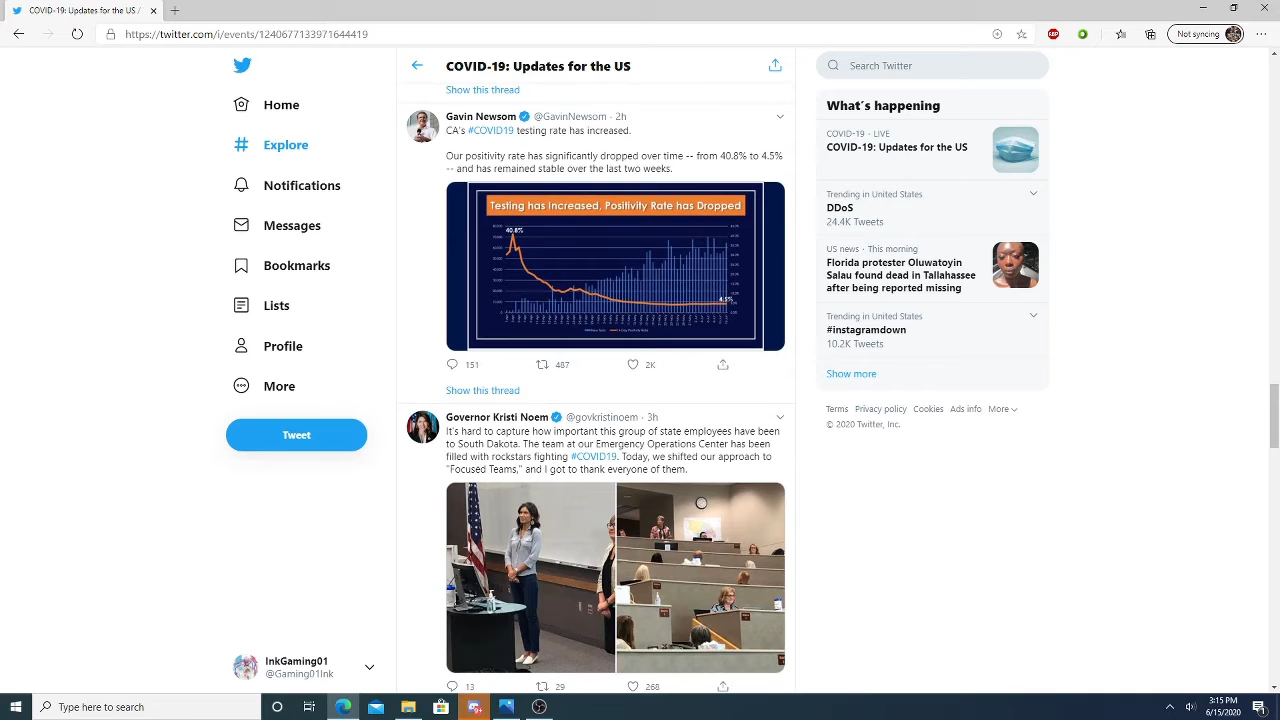 COVID-19: Updates for the US /
https://twitter.com/i/events/1240677133971644419
ABP
Not syncing
Home
Explore
Notifications
Messages
Bookmarks
Lists
Profile
More
Tweet
InkGaming01
@Gaming01Ink
COVID-19: Updates for the US
Show this thread
Gavin Newsom @GavinNewsom · 2h
CA's #COVID19 testing rate has increased.
Our positivity rate has significantly dropped over time -- from 40.8% to 4.5%
-- and has remained stable over the last two weeks.
Testing has Increased, Positivity Rate has Dropped
40.8%
4.5%
151 487 2K
Show this thread
Governor Kristi Noem @govkristinoem · 3h
It's hard to capture how important this group of state employees have been
to South Dakota. The team at our Emergency Operations Center has been
filled with rockstars fighting #COVID19. Today, we shifted our approach to
"Focused Teams," and I got to thank everyone of them.
13 29 268
Search Twitter
What's happening
COVID-19 · LIVE
COVID-19: Updates for the US
Trending in United States
DDoS
24.4K Tweets
US news · This morning
Florida protester Oluwatoyin
Salau found dead in Tallahassee
after being reported missing
Trending in United States
#instagramdown
10.2K Tweets
Show more
Terms Privacy policy Cookies Ads info More
© 2020 Twitter, Inc.
Type here to search
3:15 PM
6/15/2020